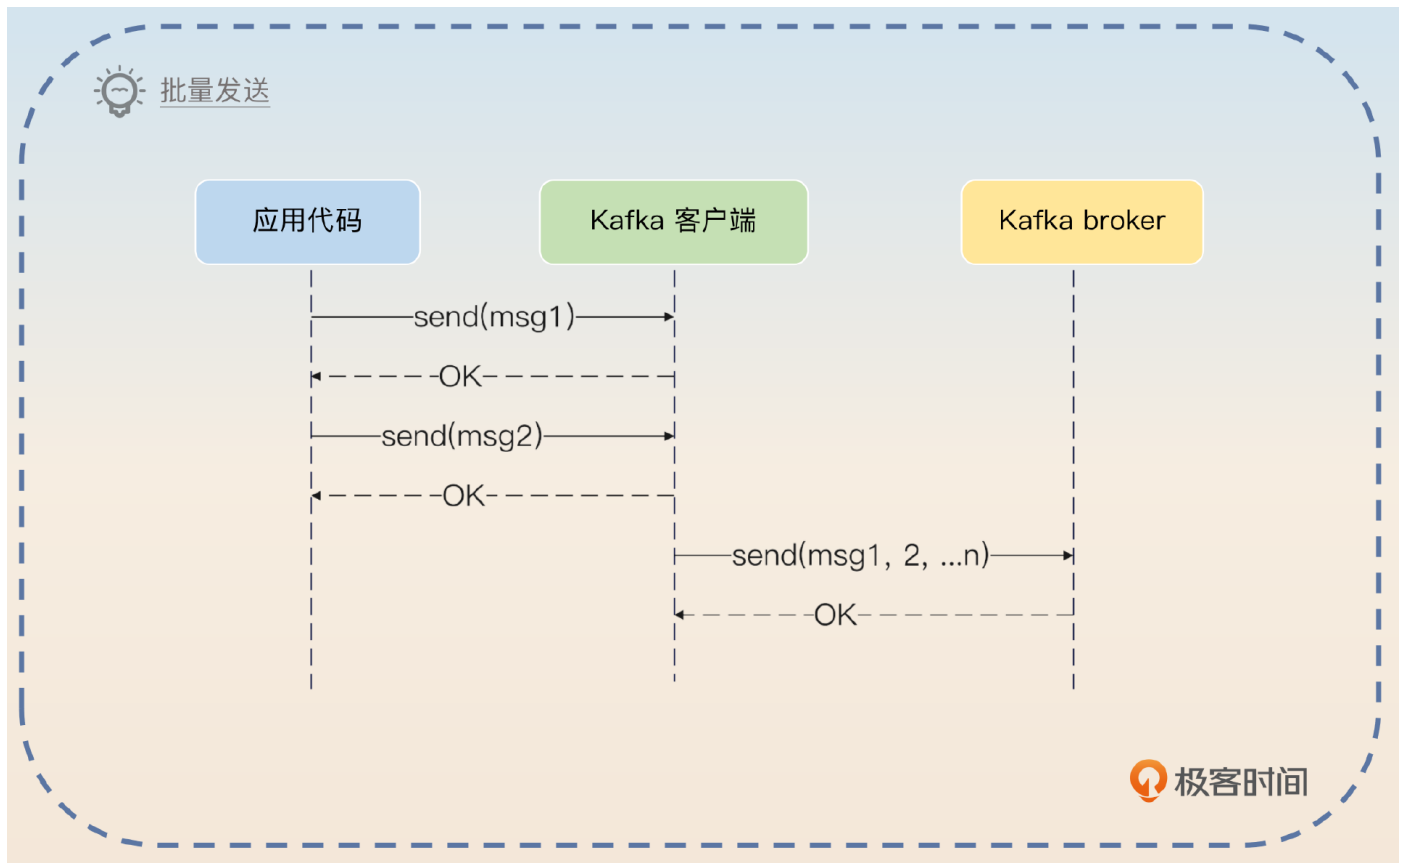 批量发送
应用代码
Kafka 客户端
Kafka broker
send(msg1)
OK
send(msg2)
OK
send(msg1, 2, ...n)
OK
极客时间